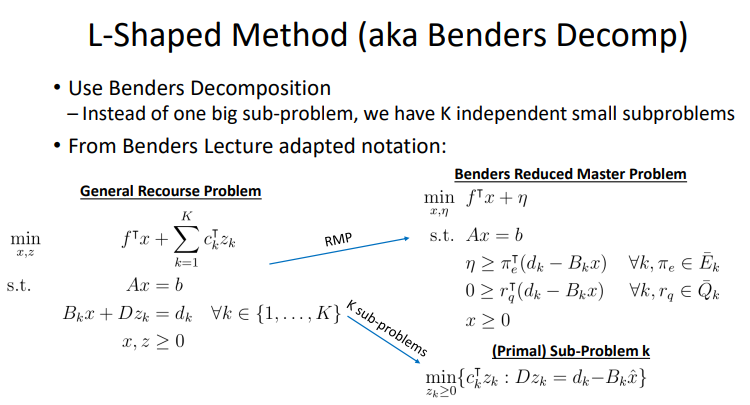 L-Shaped Method (aka Benders Decomp)
• Use Benders Decomposition
– Instead of one big sub-problem, we have K independent small subproblems
• From Benders Lecture adapted notation:
General Recourse Problem
min_{x,z} f^⊺x + ∑_{k=1}^{K} c_k^⊺ z_k
s.t. Ax = b
B_k x + Dz_k = d_k ∀k ∈ {1, . . . , K}
x, z ≥ 0
RMP
K sub-problems
Benders Reduced Master Problem
min_{x,η} f^⊺x + η
s.t. Ax = b
η ≥ π_e^⊺(d_k − B_k x) ∀k, π_e ∈ Ē_k
0 ≥ r_q^⊺(d_k − B_k x) ∀k, r_q ∈ Q̄_k
x ≥ 0
(Primal) Sub-Problem k
min_{z_k≥0}{c_k^⊺ z_k : Dz_k = d_k − B_k x̂}